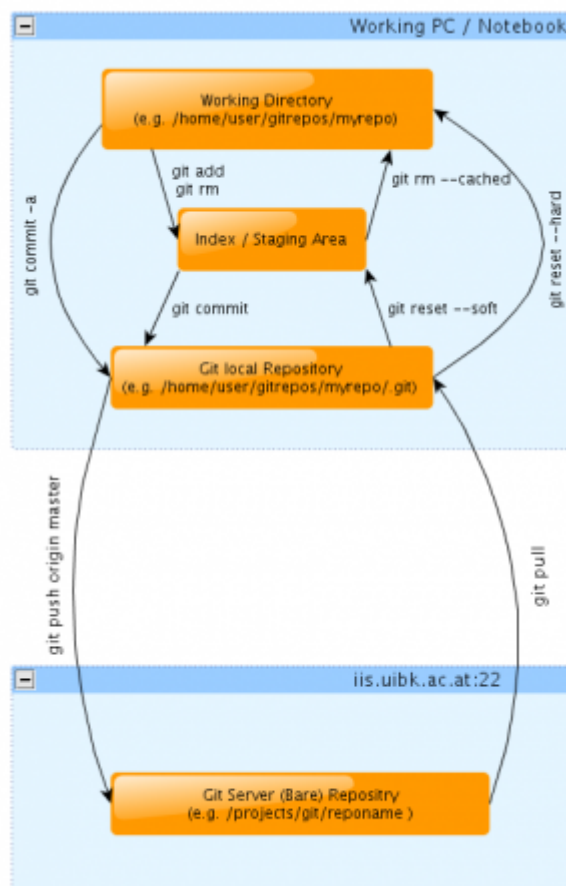 Working PC / Notebook
Working Directory
(e.g. /home/user/gitrepos/myrepo)
git add
git rm
git rm --cached
git commit -a
git reset --hard
Index / Staging Area
git commit
git reset --soft
Git local Repository
(e.g. /home/user/gitrepos/myrepo/.git)
git push origin master
git pull
iis.uibk.ac.at:22
Git Server (Bare) Repositry
(e.g. /projects/git/reponame )